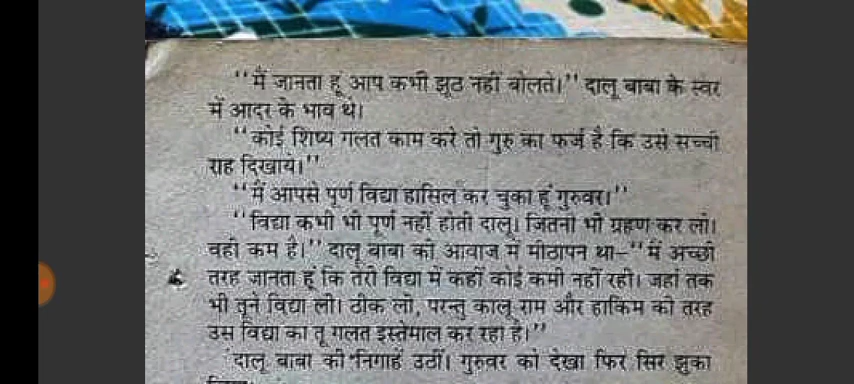 ‘‘मैं जानता हूं आप कभी झूठ नहीं बोलते।’’ दालू बाबा के स्वर
में आदर के भाव थे।
‘‘कोई शिष्य गलत काम करे तो गुरु का फर्ज है कि उसे सच्ची
राह दिखाये।’’
‘‘मैं आपसे पूर्ण विद्या हासिल कर चुका हूं गुरुवर।’’
‘‘विद्या कभी भी पूर्ण नहीं होती दालू। जितनी भी ग्रहण कर लो।
वही कम है।’’ दालू बाबा की आवाज में मीठापन था–‘‘मैं अच्छी
तरह जानता हूं कि तेरी विद्या में कहीं कोई कमी नहीं रही। जहां तक
भी तूने विद्या ली। ठीक ली, परन्तु कालू राम और हाकिम की तरह
उस विद्या का तू गलत इस्तेमाल कर रहा है।’’
दालू बाबा की निगाहें उठीं। गुरुवर को देखा फिर सिर झुका